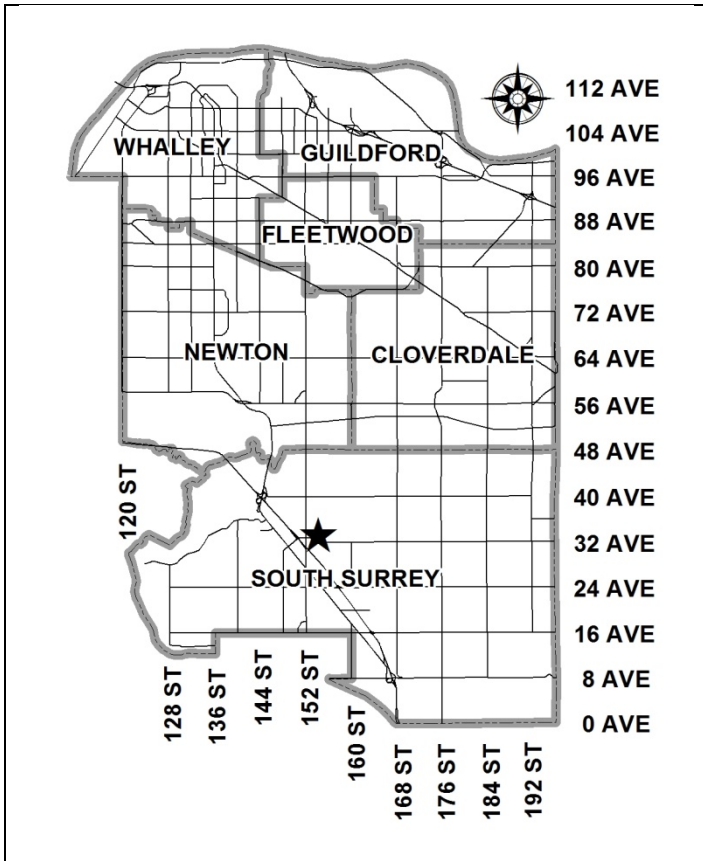 112 AVE
104 AVE
WHALLEY
GUILDFORD
96 AVE
88 AVE
FLEETWOOD
80 AVE
72 AVE
NEWTON
CLOVERDALE
64 AVE
56 AVE
48 AVE
120 ST
40 AVE
32 AVE
SOUTH SURREY
24 AVE
16 AVE
8 AVE
0 AVE
128 ST
136 ST
144 ST
152 ST
160 ST
168 ST
176 ST
184 ST
192 ST